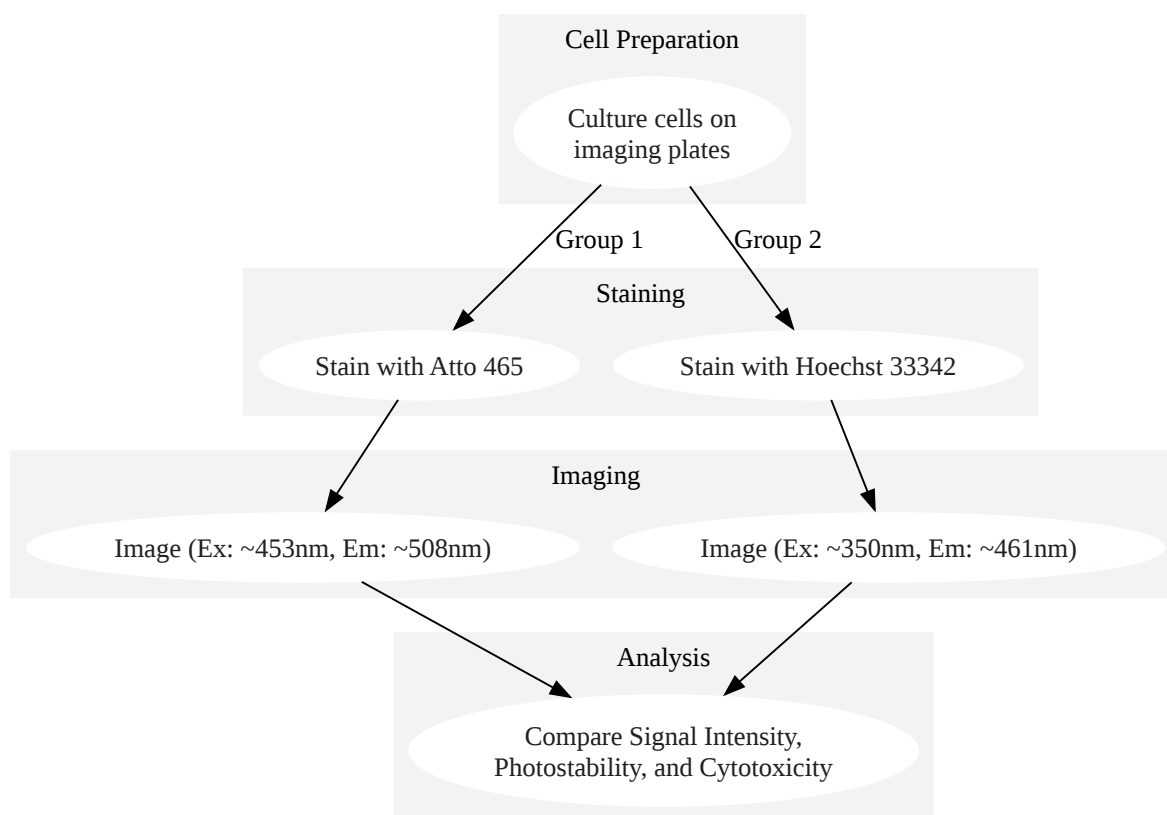 Cell Preparation
Culture cells on
imaging plates
Group 1
Group 2
Staining
Stain with Atto 465
Stain with Hoechst 33342
Imaging
Image (Ex: ~453nm, Em: ~508nm)
Image (Ex: ~350nm, Em: ~461nm)
Analysis
Compare Signal Intensity,
Photostability, and Cytotoxicity